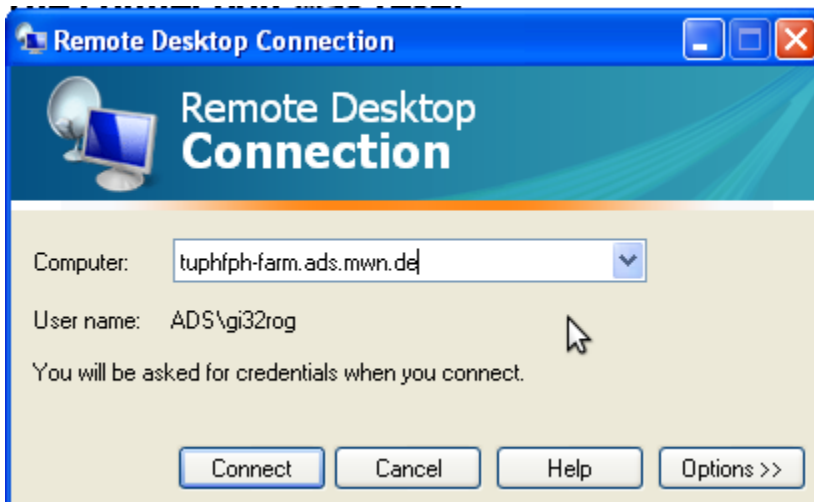 Remote Desktop Connection
Remote Desktop
Connection
Computer: tuphfph-farm.ads.mwn.de
User name: ADS\gi32rog
You will be asked for credentials when you connect.
Connect Cancel Help Options >>